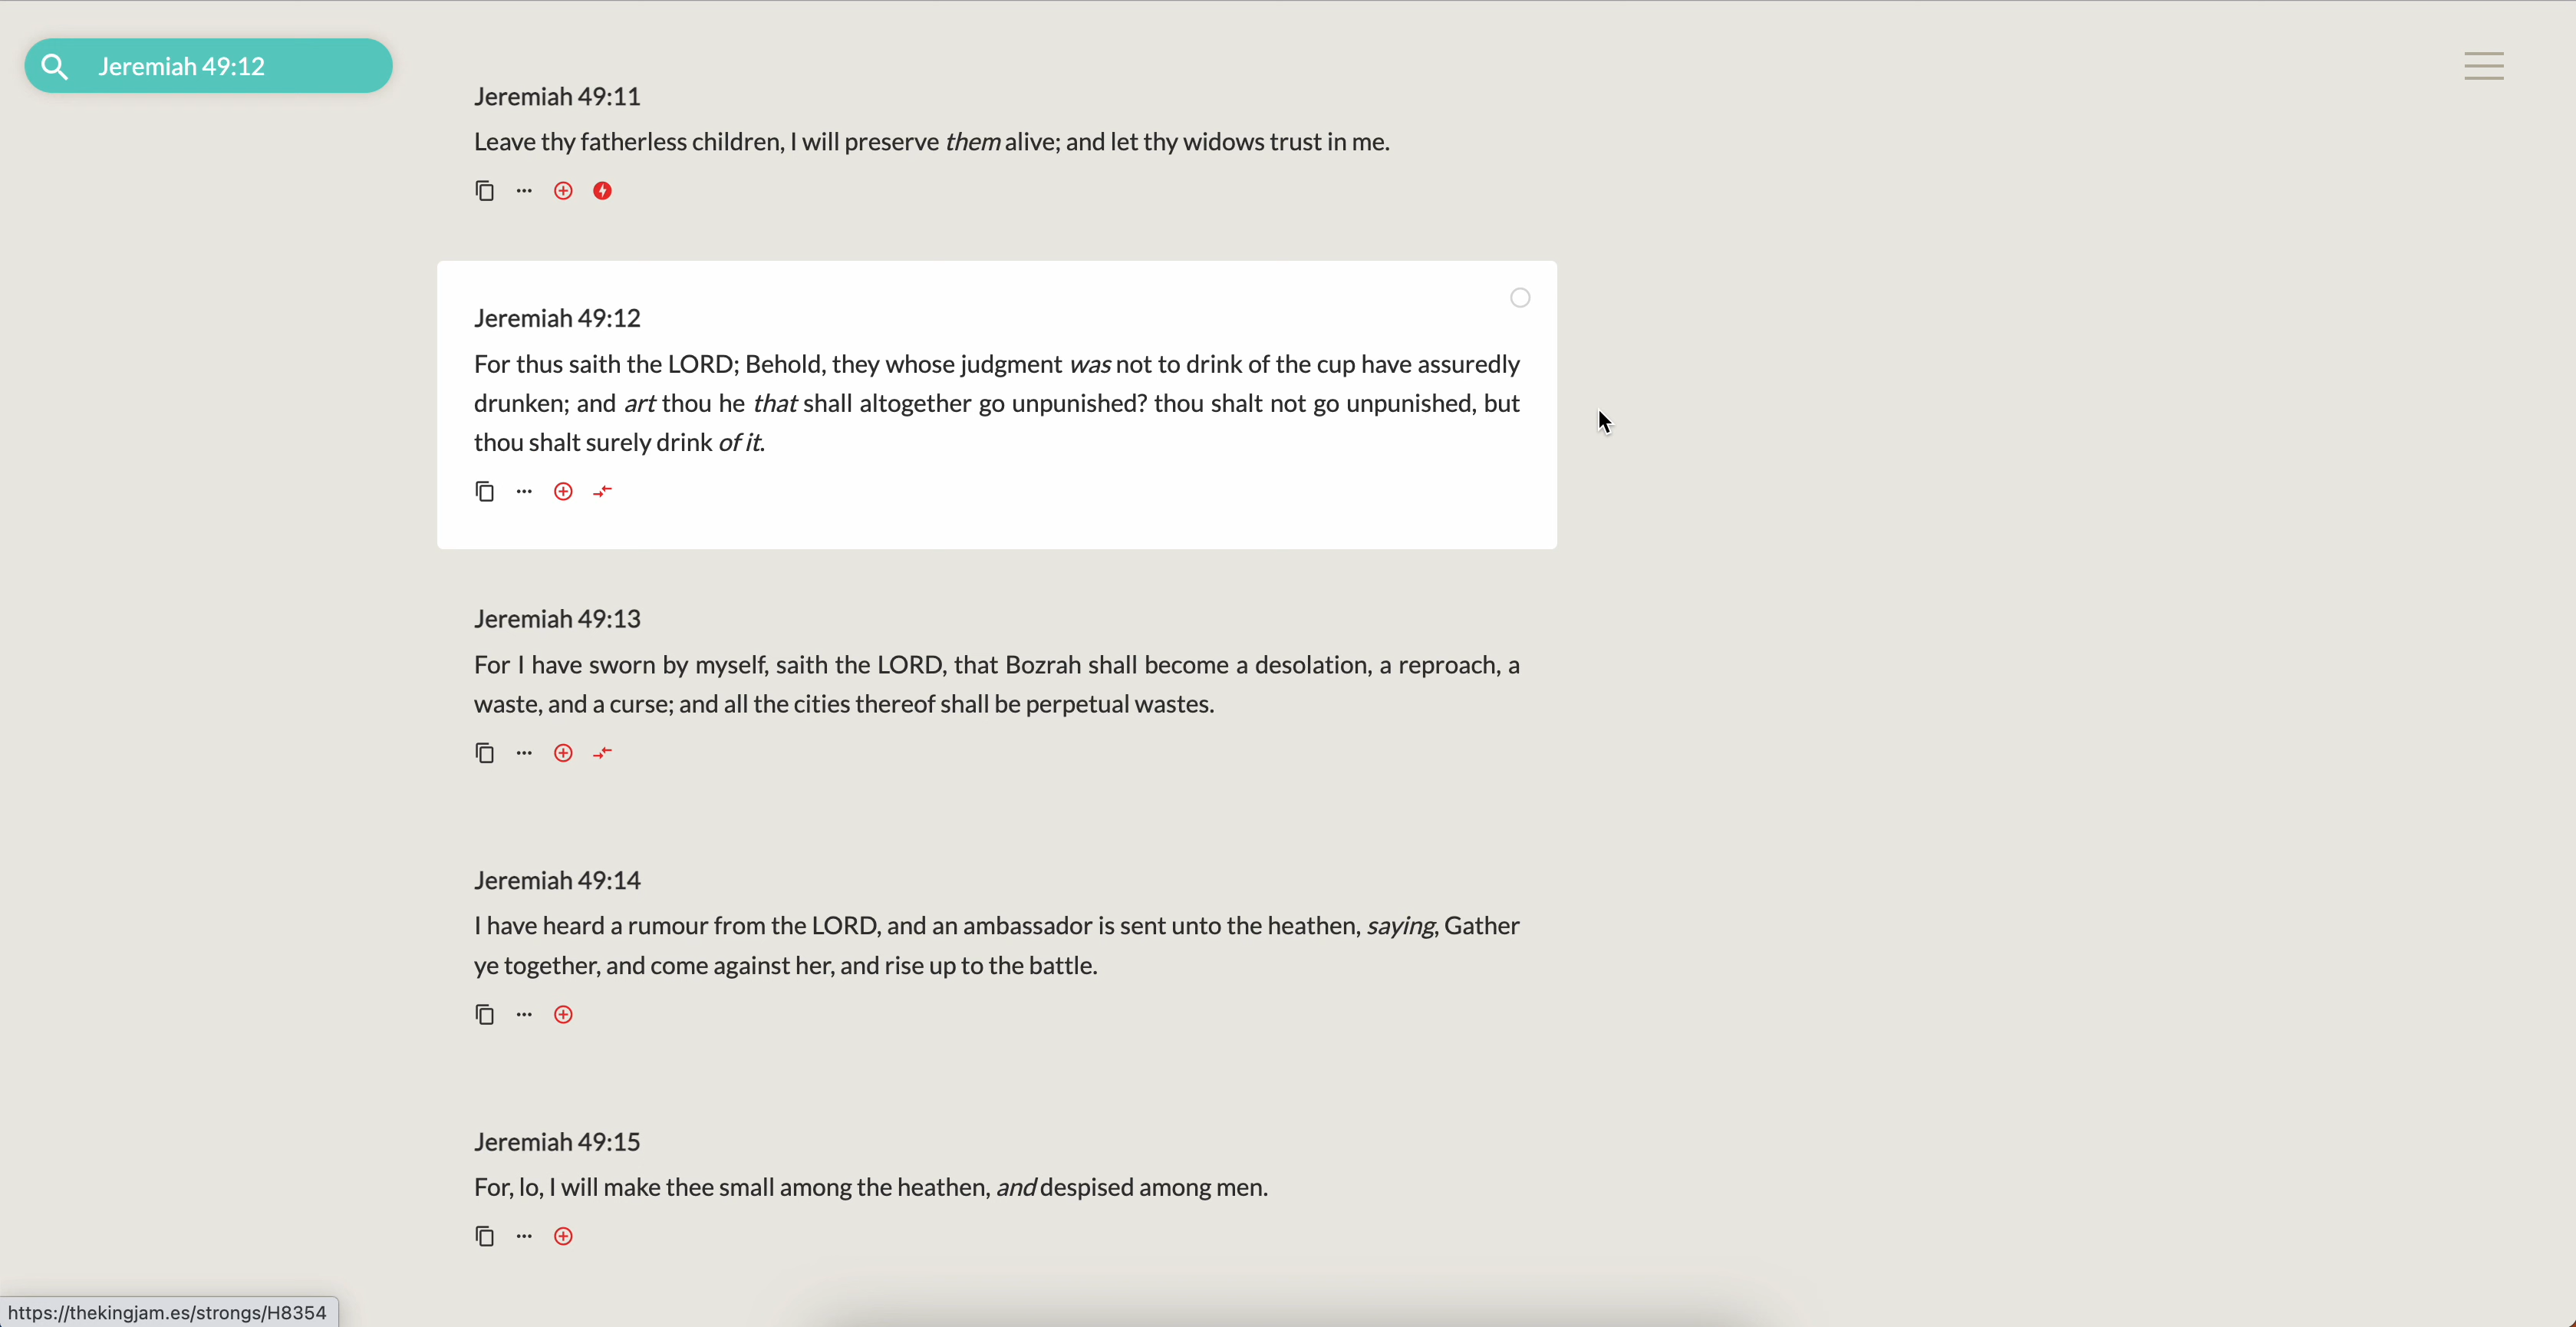 Jeremiah 49:12
Jeremiah 49:11
Leave thy fatherless children, I will preserve them alive; and let thy widows trust in me.
Jeremiah 49:12
For thus saith the LORD; Behold, they whose judgment was not to drink of the cup have assuredly
drunken; and art thou he that shall altogether go unpunished? thou shalt not go unpunished, but
thou shalt surely drink of it.
Jeremiah 49:13
For I have sworn by myself, saith the LORD, that Bozrah shall become a desolation, a reproach, a
waste, and a curse; and all the cities thereof shall be perpetual wastes.
Jeremiah 49:14
I have heard a rumour from the LORD, and an ambassador is sent unto the heathen, saying, Gather
ye together, and come against her, and rise up to the battle.
Jeremiah 49:15
For, lo, I will make thee small among the heathen, and despised among men.
https://thekingjam.es/strongs/H8354